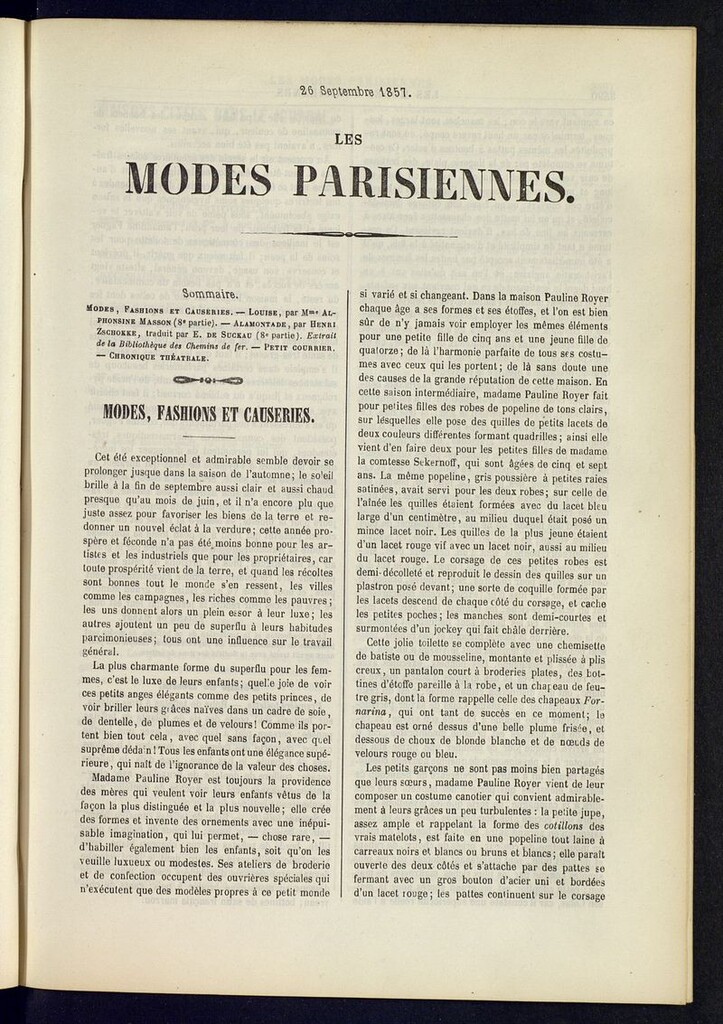 26 Septembre 1857.
LES
MODES PARISIENNES.
Sommaire.
MODES, FASHIONS ET CAUSERIES. — LOUISE, par Mme AL-
PHONSINE MASSON (8e partie). — ALAMONTADE, par HENRI
ZSCHOKKE, traduit par E. DE SUCKAU (8e partie). Extrait
de la Bibliothèque des Chemins de fer. — PETIT COURRIER.
— CHRONIQUE THÉATRALE.
MODES, FASHIONS ET CAUSERIES.
Cet été exceptionnel et admirable semble devoir se
prolonger jusque dans la saison de l'automne; le soleil
brille à la fin de septembre aussi clair et aussi chaud
presque qu'au mois de juin, et il n'a encore plu que
juste assez pour favoriser les biens de la terre et re-
donner un nouvel éclat à la verdure; cette année pro-
spère et féconde n'a pas été moins bonne pour les ar-
tistes et les industriels que pour les propriétaires, car
toute prospérité vient de la terre, et quand les récoltes
sont bonnes tout le monde s'en ressent, les villes
comme les campagnes, les riches comme les pauvres;
les uns donnent alors un plein essor à leur luxe; les
autres ajoutent un peu de superflu à leurs habitudes
parcimonieuses; tous ont une influence sur le travail
général.
La plus charmante forme du superflu pour les fem-
mes, c'est le luxe de leurs enfants; quelle joie de voir
ces petits anges élégants comme des petits princes, de
voir briller leurs grâces naïves dans un cadre de soie,
de dentelle, de plumes et de velours! Comme ils por-
tent bien tout cela, avec quel sans façon, avec quel
suprême dédain! Tous les enfants ont une élégance supé-
rieure, qui naît de l'ignorance de la valeur des choses.
Madame Pauline Royer est toujours la providence
des mères qui veulent voir leurs enfants vêtus de la
façon la plus distinguée et la plus nouvelle; elle crée
des formes et invente des ornements avec une inépui-
sable imagination, qui lui permet, — chose rare, —
d'habiller également bien les enfants, soit qu'on les
veuille luxueux ou modestes. Ses ateliers de broderie
et de confection occupent des ouvrières spéciales qui
n'exécutent que des modèles propres à ce petit monde
si varié et si changeant. Dans la maison Pauline Royer
chaque âge a ses formes et ses étoffes, et l'on est bien
sûr de n'y jamais voir employer les mêmes éléments
pour une petite fille de cinq ans et une jeune fille de
quatorze; de là l'harmonie parfaite de tous ses costu-
mes avec ceux qui les portent; de là sans doute une
des causes de la grande réputation de cette maison. En
cette saison intermédiaire, madame Pauline Royer fait
pour petites filles des robes de popeline de tons clairs,
sur lésquelles elle pose des quilles de petits lacets de
deux couleurs différentes formant quadrilles; ainsi elle
vient d'en faire deux pour les petites filles de madame
la comtesse Sekernoff, qui sont âgées de cinq et sept
ans. La même popeline, gris poussière à petites raies
satinées, avait servi pour les deux robes; sur celle de
l'aînée les quilles étaient formées avec du lacet bleu
large d'un centimètre, au milieu duquel était posé un
mince lacet noir. Les quilles de la plus jeune étaient
d'un lacet rouge vif avec un lacet noir, aussi au milieu
du lacet rouge. Le corsage de ces petites robes est
demi-décolleté et reproduit le dessin des quilles sur un
plastron posé devant; une sorte de coquille formée par
les lacets descend de chaque côté du corsage, et cache
les petites poches; les manches sont demi-courtes et
surmontées d'un jockey qui fait châle derrière.
Cette jolie toilette se complète avec une chemisette
de batiste ou de mousseline, montante et plissée à plis
creux, un pantalon court à broderies plates, des bot-
tines d'étoffe pareille à la robe, et un chapeau de feu-
tre gris, dont la forme rappelle celle des chapeaux For-
narina, qui ont tant de succès en ce moment; le
chapeau est orné dessus d'une belle plume frisée, et
dessous de choux de blonde blanche et de nœuds de
velours rouge ou bleu.
Les petits garçons ne sont pas moins bien partagés
que leurs sœurs, madame Pauline Royer vient de leur
composer un costume canotier qui convient admirable-
ment à leurs grâces un peu turbulentes : la petite jupe,
assez ample et rappelant la forme des cotillons des
vrais matelots, est faite en une popeline tout laine à
carreaux noirs et blancs ou bruns et blancs; elle paraît
ouverte des deux côtés et s'attache par des pattes se
fermant avec un gros bouton d'acier uni et bordées
d'un lacet rouge; les pattes continuent sur le corsage